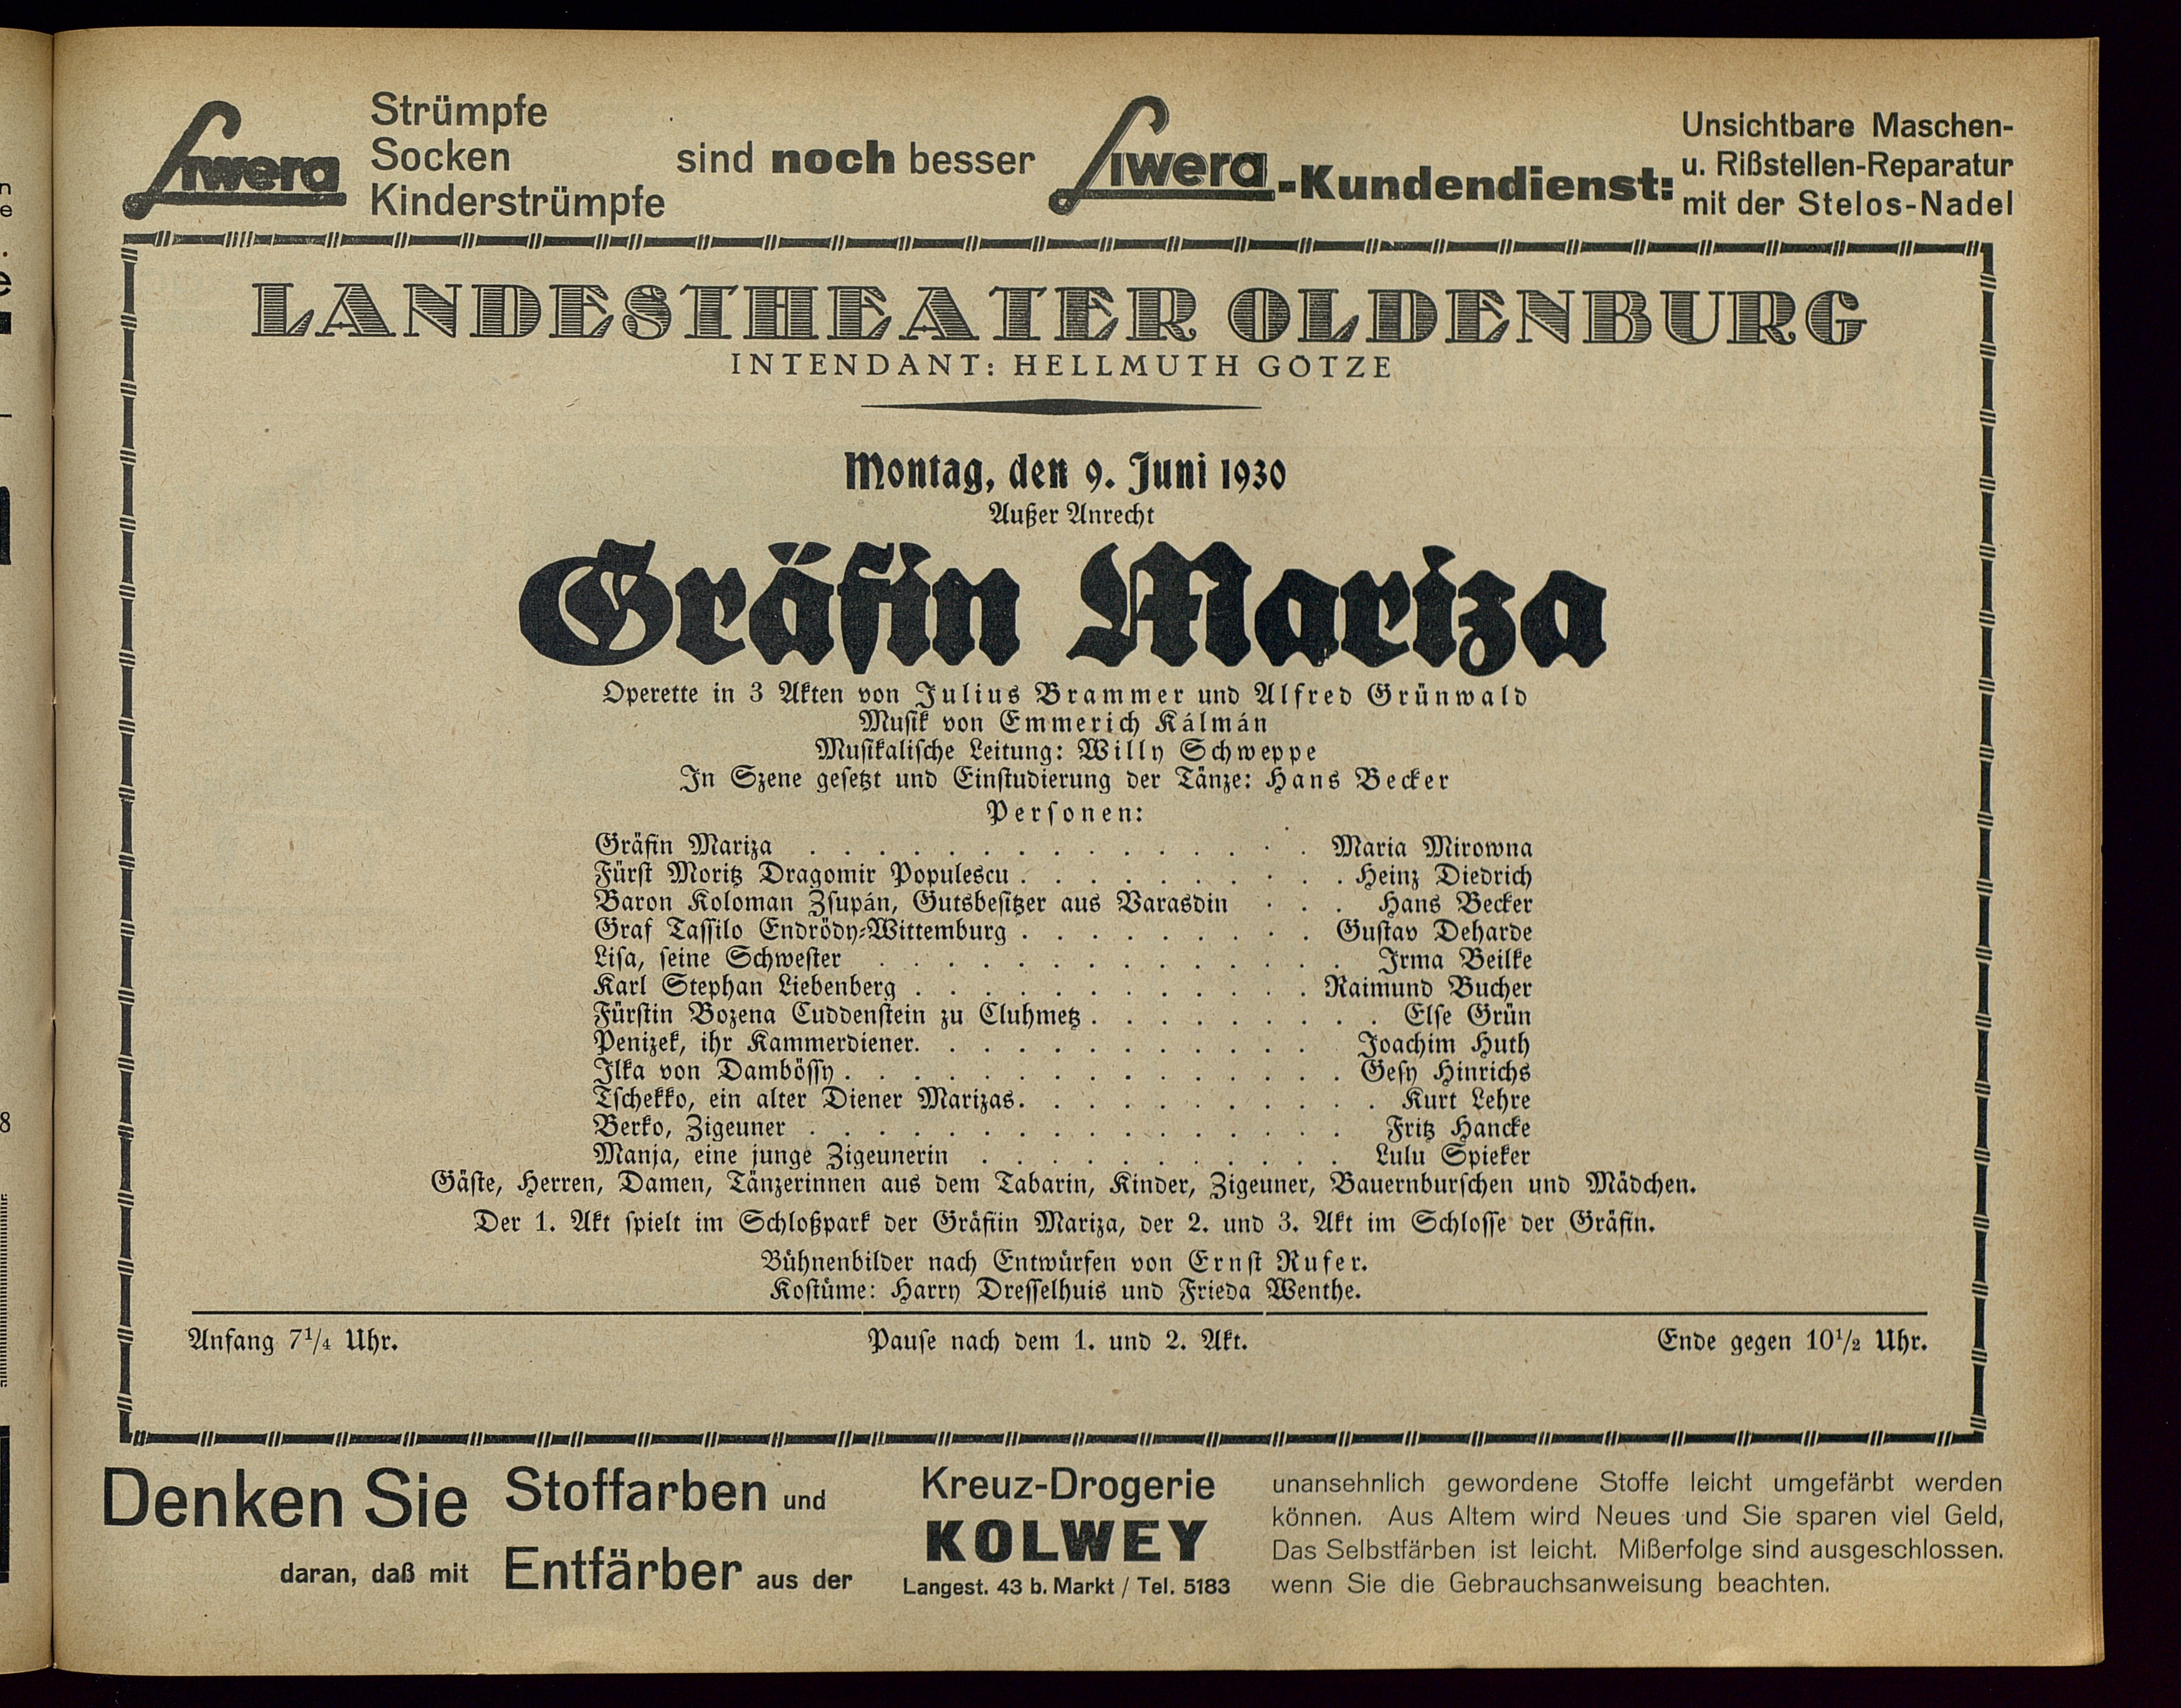 Siwera Strümpfe
Socken
Kinderstrümpfe
sind noch besser
Siwera-Kundendienst:
Unsichtbare Maschen-
u. Rißstellen-Reparatur
mit der Stelos-Nadel
LANDESTHEATER OLDENBURG
INTENDANT: HELLMUTH GÖTZE
Montag, den 9. Juni 1930
Außer Anrecht
Gräfin Mariza
Operette in 3 Akten von Julius Brammer und Alfred Grünwald
Musik von Emmerich Kálmán
Musikalische Leitung: Willy Schweppe
In Szene gesetzt und Einstudierung der Tänze: Hans Becker
Personen:
Gräfin Mariza . . . . . . . . . . . . . . . Maria Mirowna
Fürst Moritz Dragomir Populescu . . . . . . . . . . Heinz Diedrich
Baron Koloman Zsupán, Gutsbesitzer aus Varasdin . . . Hans Becker
Graf Tassilo Endrödy-Wittemburg . . . . . . . . . Gustav Deharde
Lisa, seine Schwester . . . . . . . . . . . . . . Irma Beilke
Karl Stephan Liebenberg . . . . . . . . . . . . Raimund Bucher
Fürstin Bozena Cuddenstein zu Cluhmetz . . . . . . . . . Else Grün
Penizek, ihr Kammerdiener. . . . . . . . . . . . Joachim Huth
Ilka von Dambössy . . . . . . . . . . . . . . . Gesy Hinrichs
Tschekko, ein alter Diener Marizas. . . . . . . . . . . Kurt Lehre
Berko, Zigeuner . . . . . . . . . . . . . . . . Fritz Hancke
Manja, eine junge Zigeunerin . . . . . . . . . . . Lulu Spieker
Gäste, Herren, Damen, Tänzerinnen aus dem Tabarin, Kinder, Zigeuner, Bauernburschen und Mädchen.
Der 1. Akt spielt im Schloßpark der Gräfiin Mariza, der 2. und 3. Akt im Schlosse der Gräfin.
Bühnenbilder nach Entwürfen von Ernst Rufer.
Kostüme: Harry Dresselhuis und Frieda Wenthe.
Anfang 7¹/₄ Uhr. Pause nach dem 1. und 2. Akt. Ende gegen 10¹/₂ Uhr.
Denken Sie
daran, daß mit
Stoffarben und
Entfärber aus der
Kreuz-Drogerie
KOLWEY
Langest. 43 b. Markt / Tel. 5183
unansehnlich gewordene Stoffe leicht umgefärbt werden
können. Aus Altem wird Neues und Sie sparen viel Geld,
Das Selbstfärben ist leicht. Mißerfolge sind ausgeschlossen.
wenn Sie die Gebrauchsanweisung beachten.